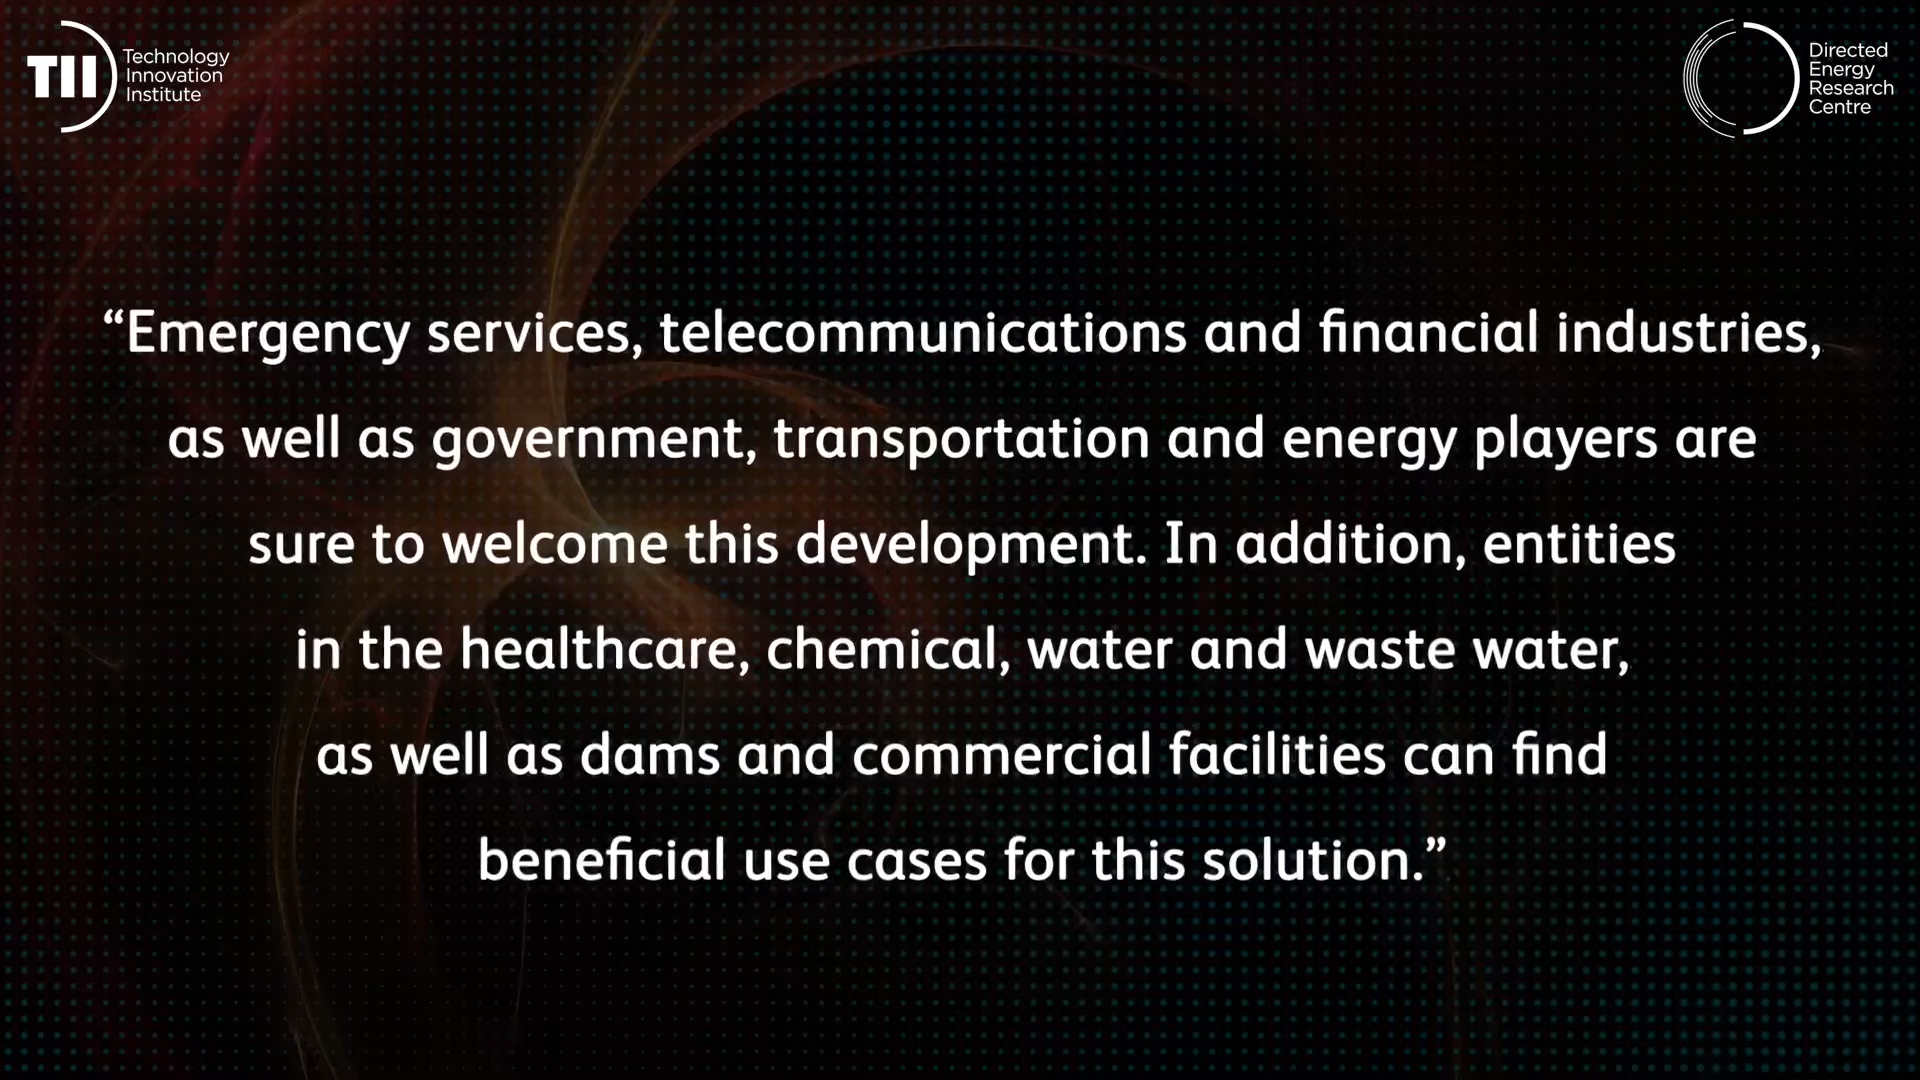 TII
Technology
Innovation
Institute
Directed
Energy
Research
Centre
“Emergency services, telecommunications and financial industries,
as well as government, transportation and energy players are
sure to welcome this development. In addition, entities
in the healthcare, chemical, water and waste water,
as well as dams and commercial facilities can find
beneficial use cases for this solution.”